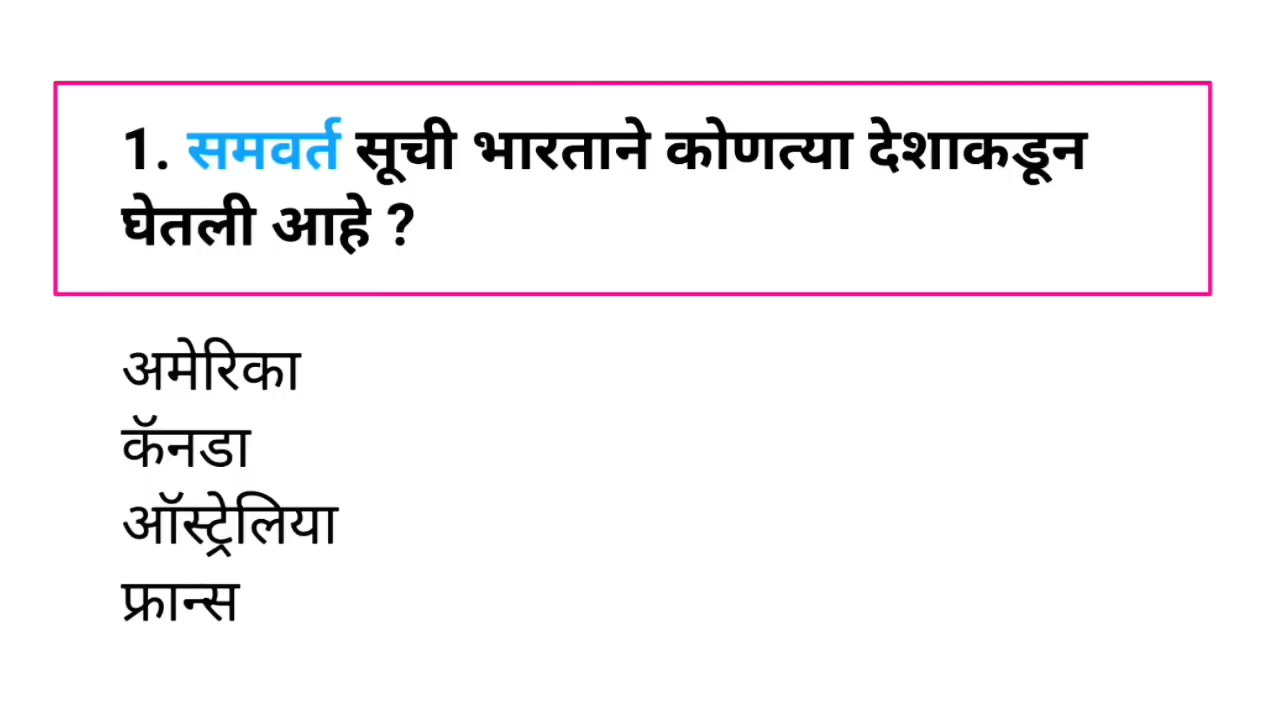 1. समवर्त सूची भारताने कोणत्या देशाकडून
घेतली आहे ?
अमेरिका
कॅनडा
ऑस्ट्रेलिया
फ्रान्स